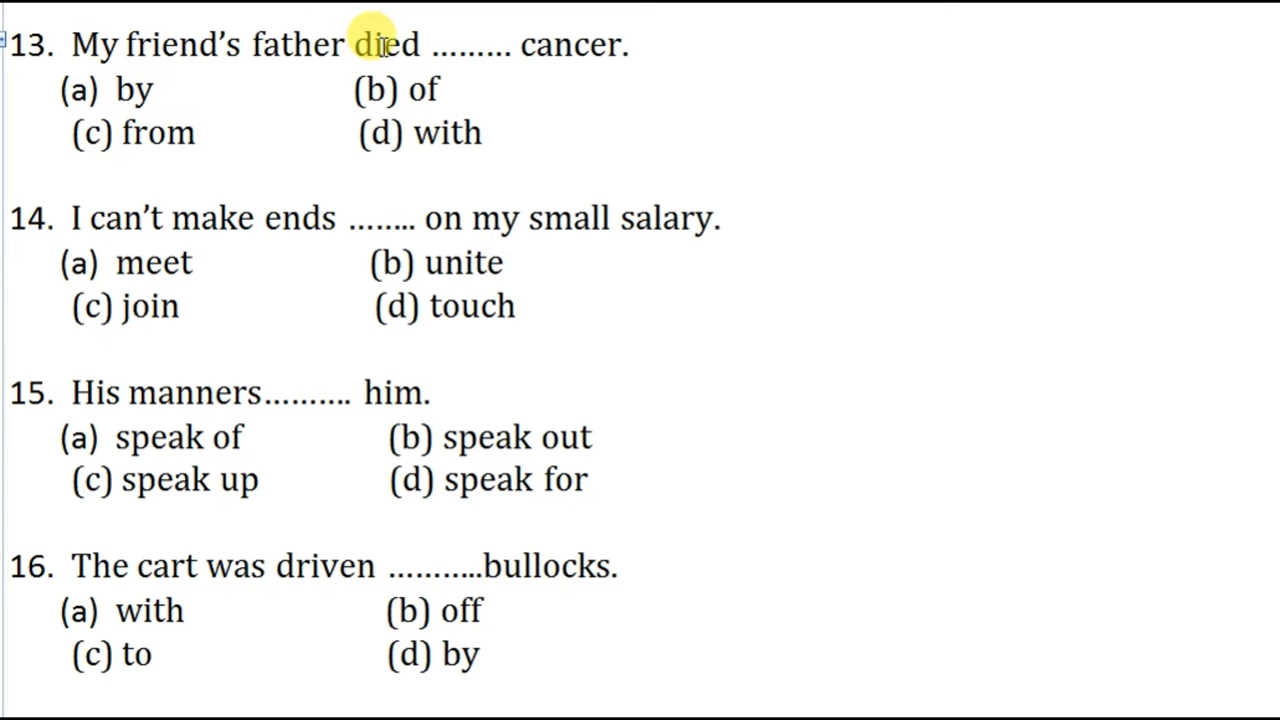 13. My friend’s father died ……… cancer.
(a) by (b) of
(c) from (d) with
14. I can’t make ends …….. on my small salary.
(a) meet (b) unite
(c) join (d) touch
15. His manners………. him.
(a) speak of (b) speak out
(c) speak up (d) speak for
16. The cart was driven ………..bullocks.
(a) with (b) off
(c) to (d) by